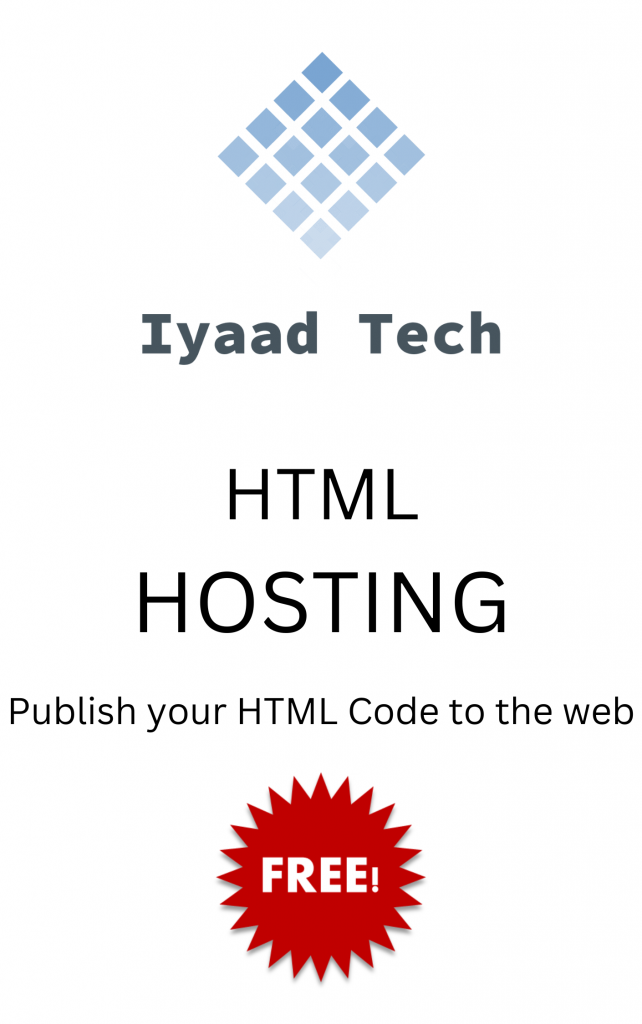 Iyaad Tech
HTML
HOSTING
Publish your HTML Code to the web
FREE!